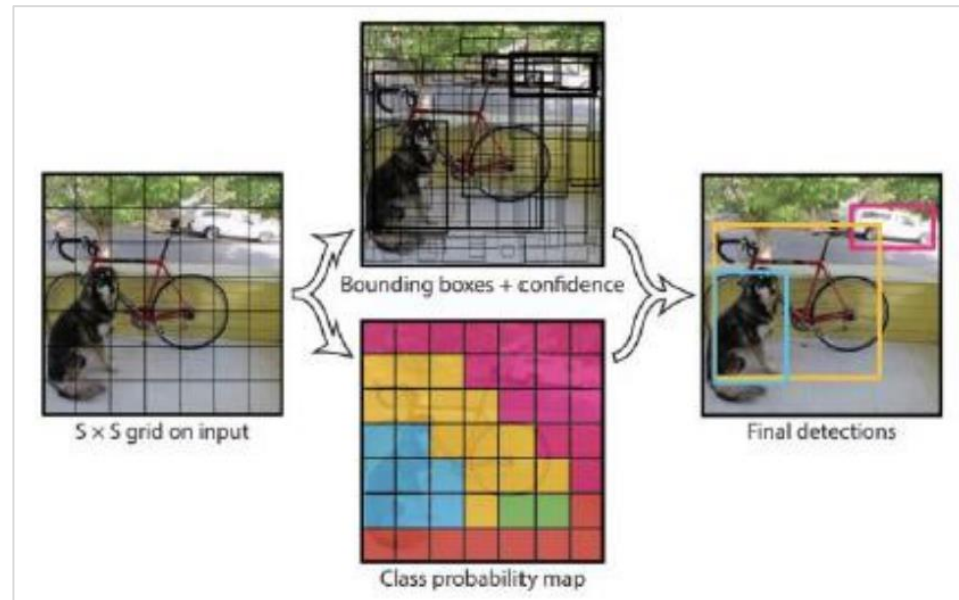 Bounding boxes + confidence
S × S grid on input
Final detections
Class probability map